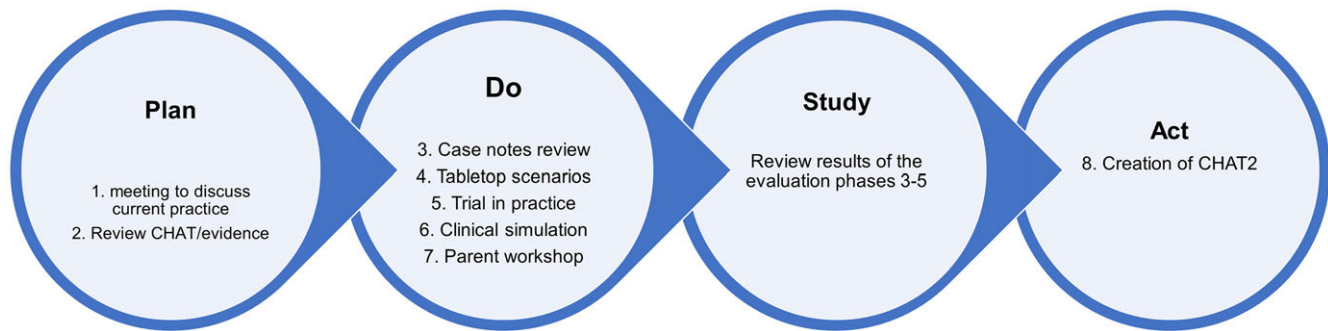 Plan
1. meeting to discuss
current practice
2. Review CHAT/evidence
Do
3. Case notes review
4. Tabletop scenarios
5. Trial in practice
6. Clinical simulation
7. Parent workshop
Study
Review results of the
evaluation phases 3-5
Act
8. Creation of CHAT2